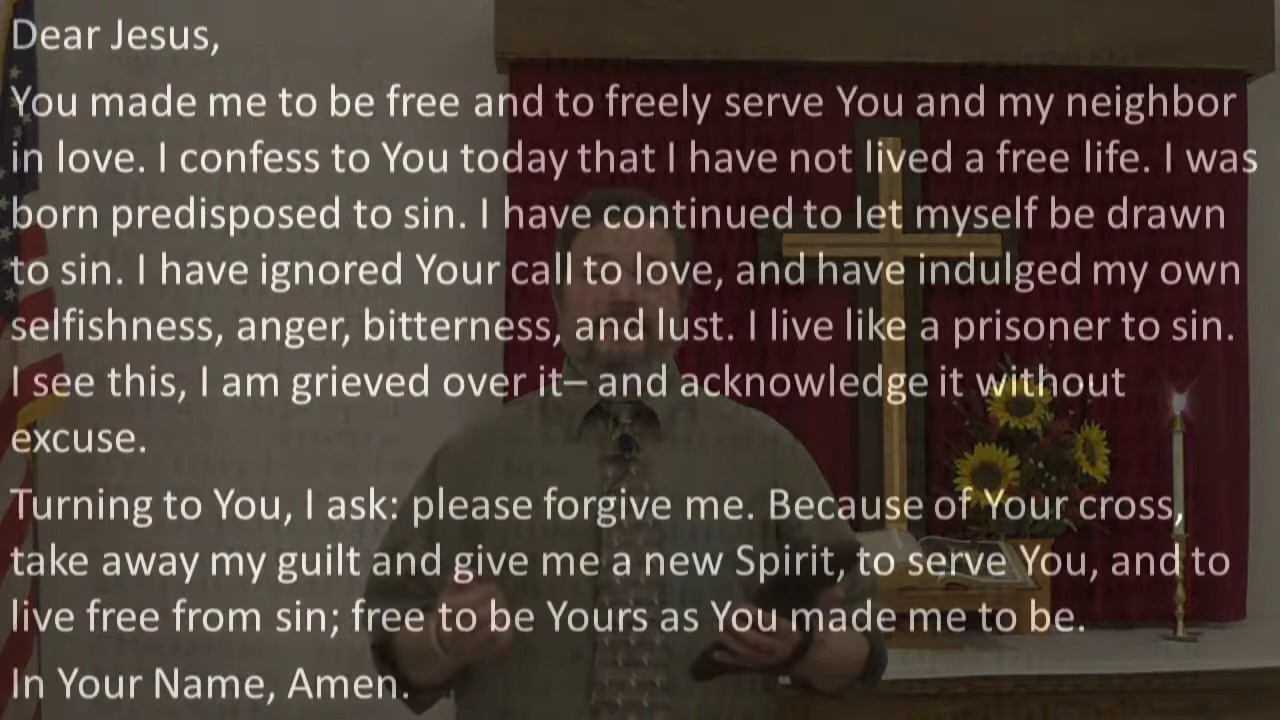 Dear Jesus,
You made me to be free and to freely serve You and my neighbor
in love. I confess to You today that I have not lived a free life. I was
born predisposed to sin. I have continued to let myself be drawn
to sin. I have ignored Your call to love, and have indulged my own
selfishness, anger, bitterness, and lust. I live like a prisoner to sin.
I see this, I am grieved over it– and acknowledge it without
excuse.
Turning to You, I ask: please forgive me. Because of Your cross,
take away my guilt and give me a new Spirit, to serve You, and to
live free from sin; free to be Yours as You made me to be.
In Your Name, Amen.